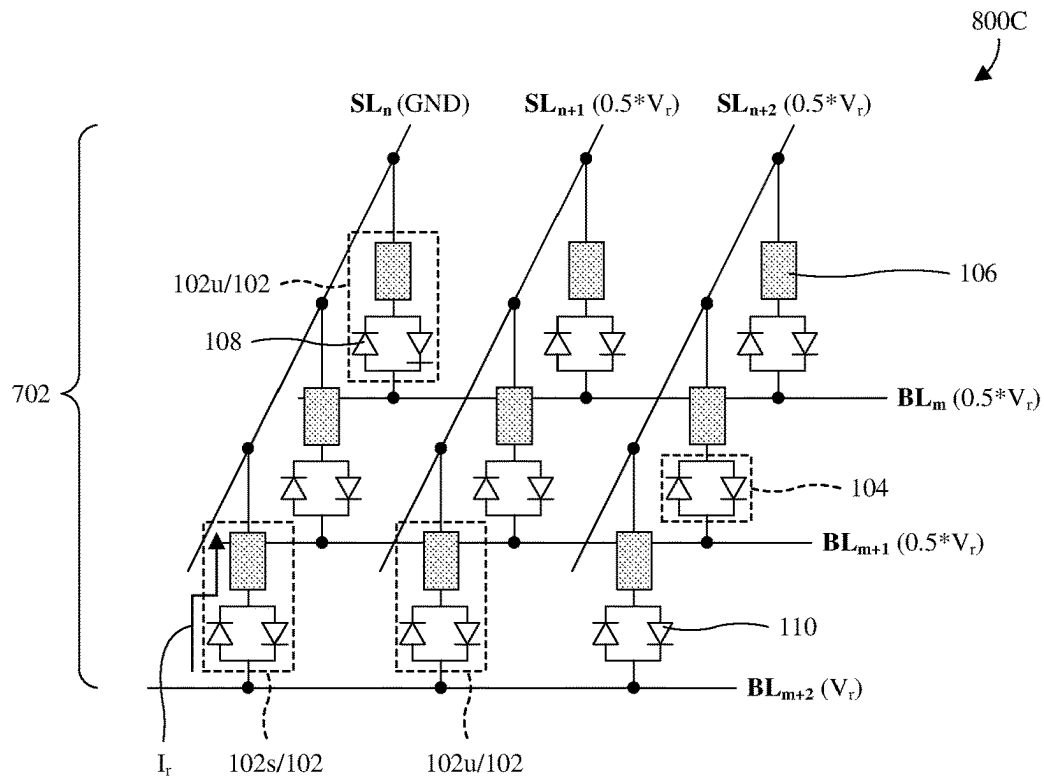 800C
SLn (GND)
SLn+1 (0.5*Vr)
SLn+2 (0.5*Vr)
102u/102
106
108
702
BLm (0.5*Vr)
104
BLm+1 (0.5*Vr)
110
BLm+2 (Vr)
Ir
102s/102
102u/102